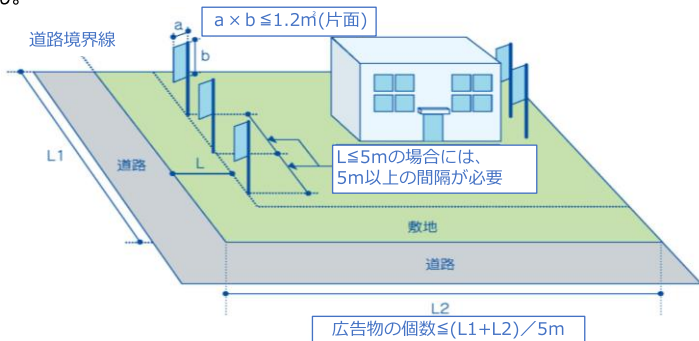 a
a×b≦1.2㎡(片面)
道路境界線
b
L1
道路
L
L≦5mの場合には、
5m以上の間隔が必要
敷地
道路
L2
広告物の個数≦(L1+L2)／5m